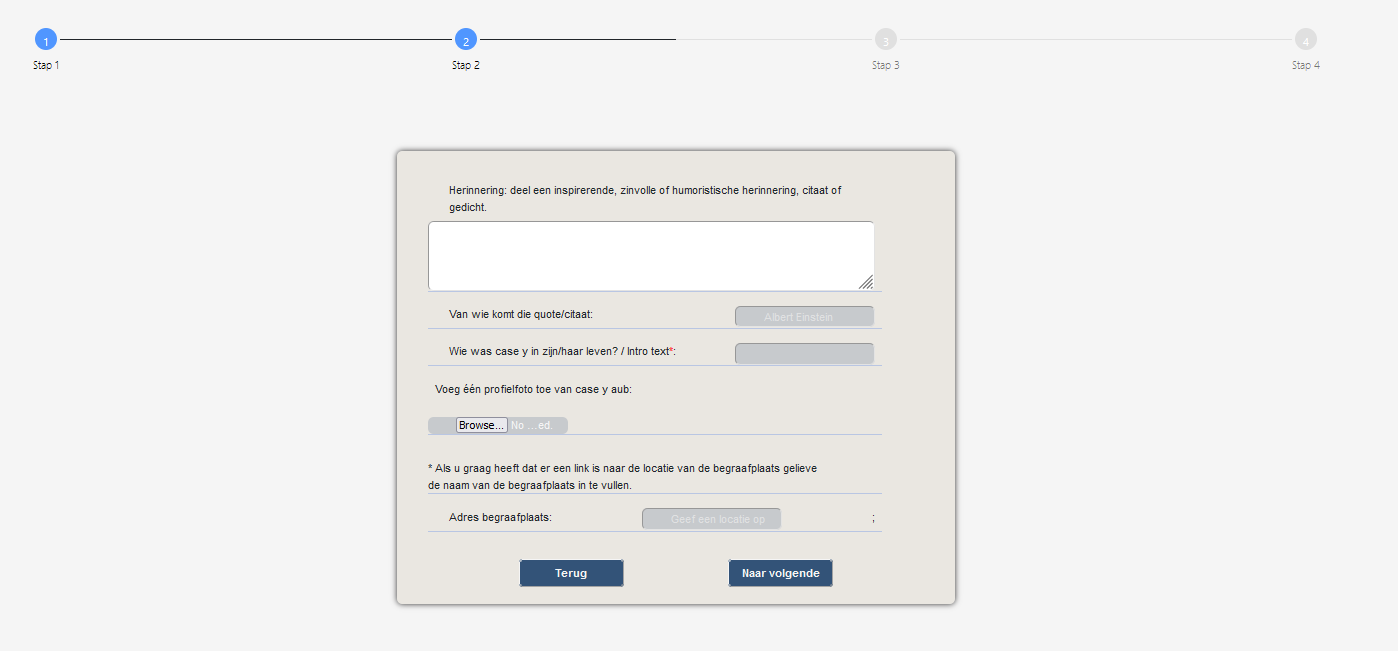 1
2
3
4
Stap 1
Stap 2
Stap 3
Stap 4
Herinnering: deel een inspirerende, zinvolle of humoristische herinnering, citaat of
gedicht.
Van wie komt die quote/citaat:
Albert Einstein
Wie was case y in zijn/haar leven? / Intro text*:
Voeg één profielfoto toe van case y aub:
Browse... No ...ed.
* Als u graag heeft dat er een link is naar de locatie van de begraafplaats gelieve
de naam van de begraafplaats in te vullen.
Adres begraafplaats:
Geef een locatie op
;
Terug
Naar volgende